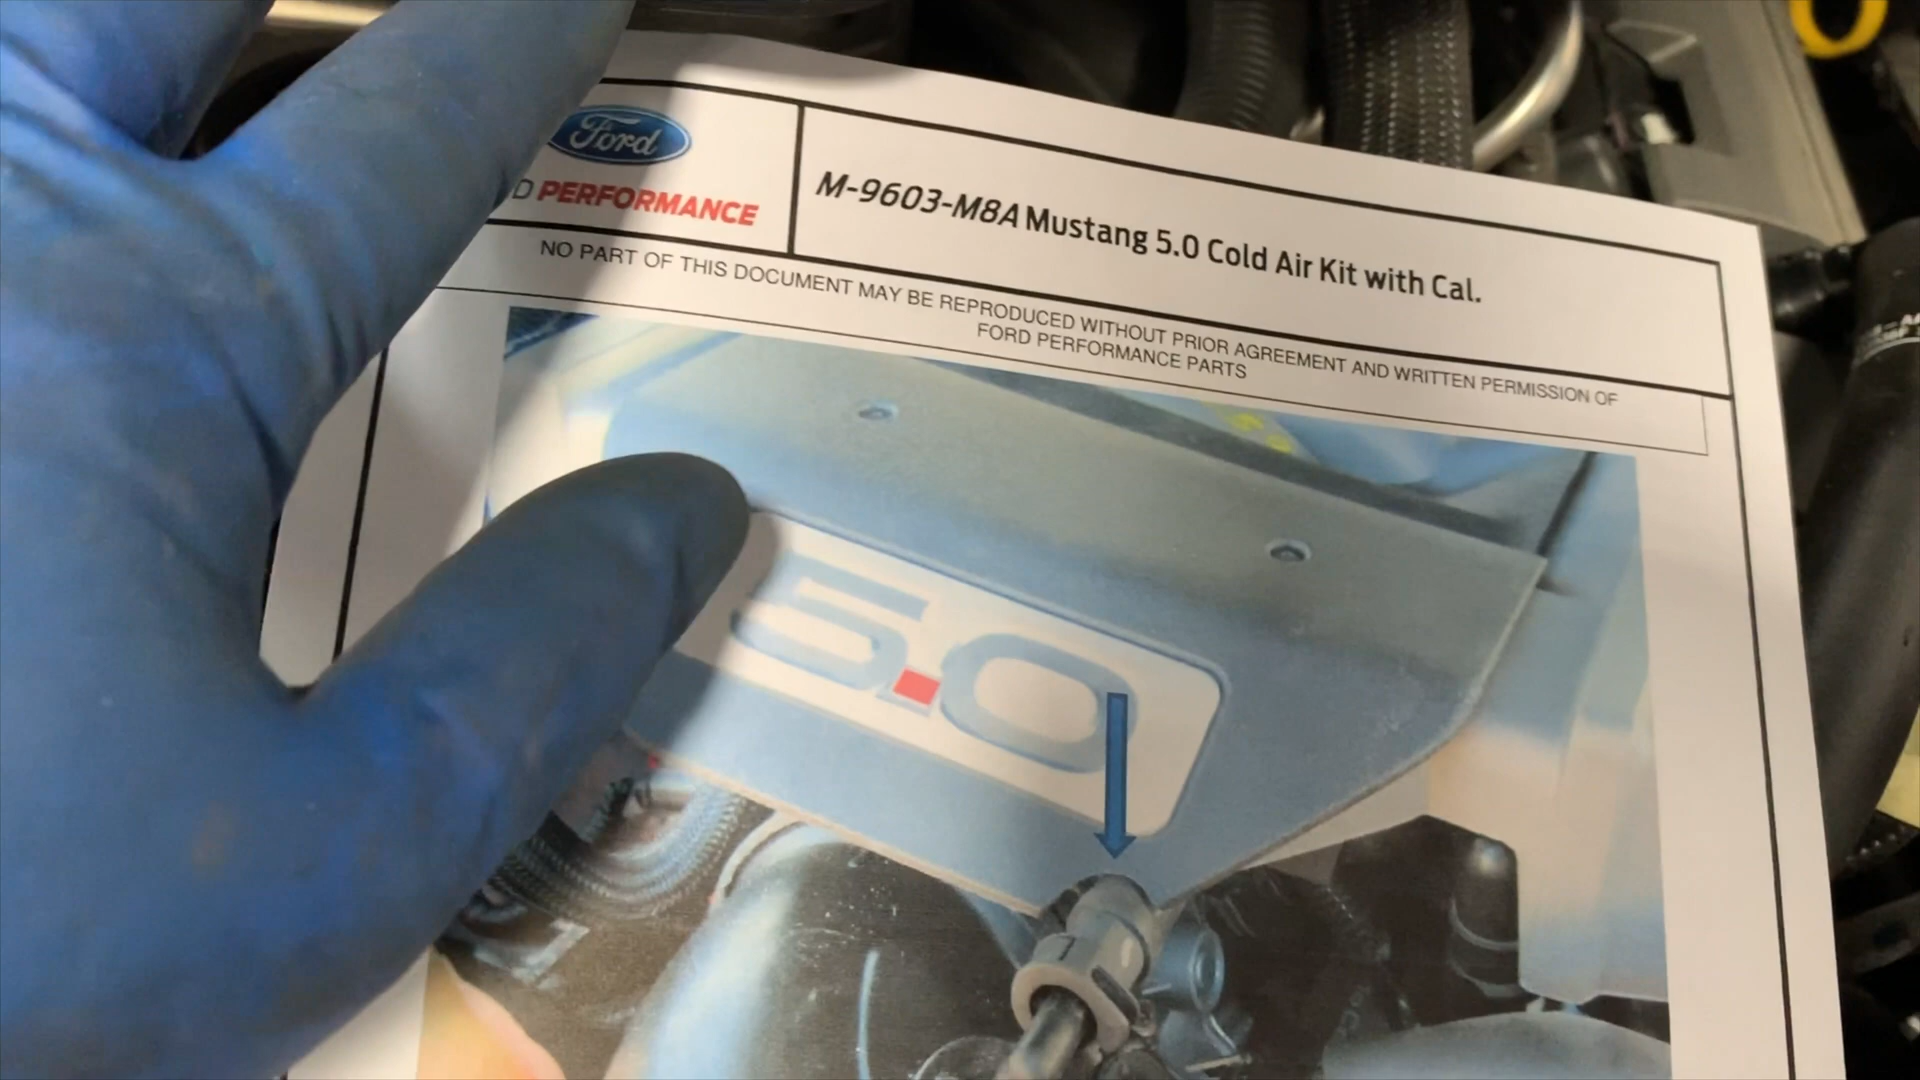 Ford
D PERFORMANCE
M-9603-M8A Mustang 5.0 Cold Air Kit with Cal.
NO PART OF THIS DOCUMENT MAY BE REPRODUCED WITHOUT PRIOR AGREEMENT AND WRITTEN PERMISSION OF
FORD PERFORMANCE PARTS
5.0